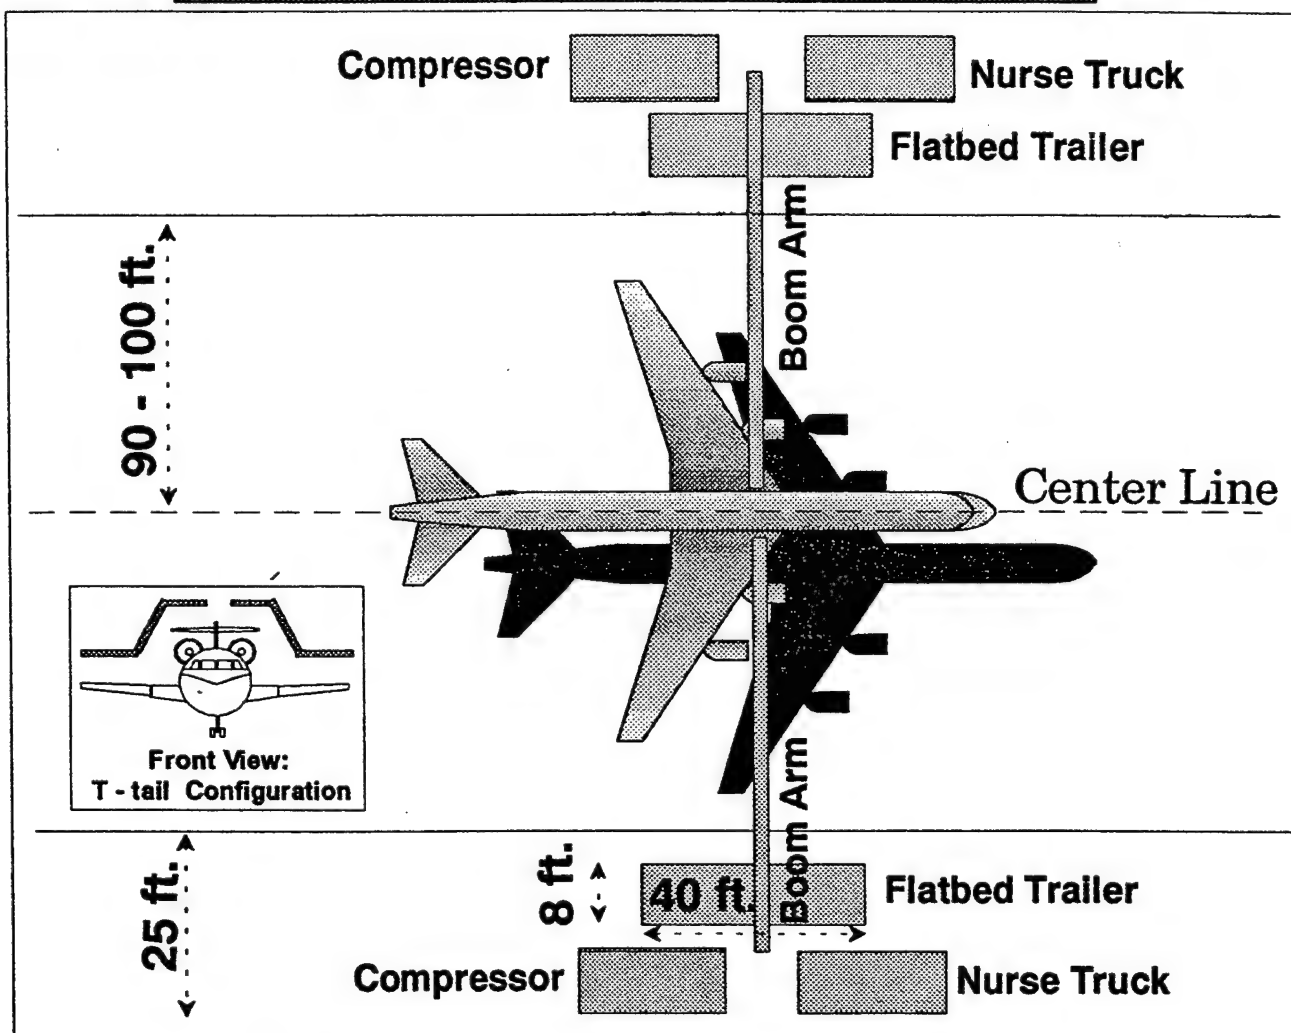 Compressor
Nurse Truck
Flatbed Trailer
Boom Arm
90 - 100 ft.
Center Line
Front View:
T - tail Configuration
Boom Arm
25 ft.
8 ft.
40 ft.
Flatbed Trailer
Compressor
Nurse Truck